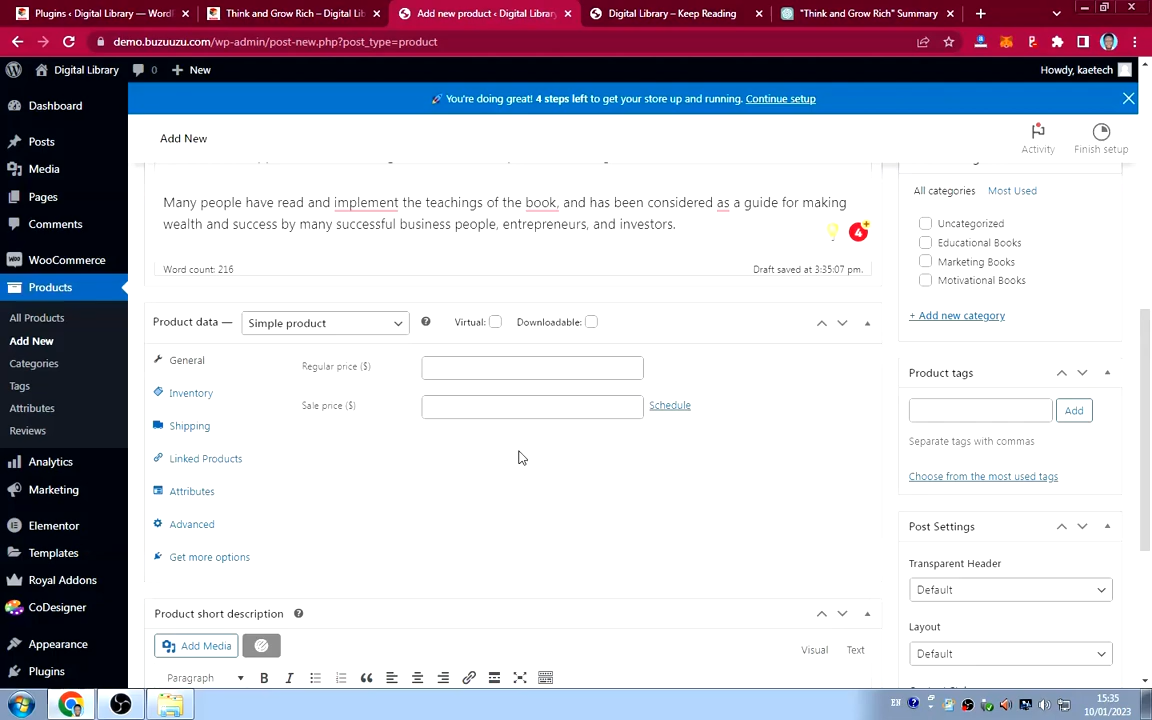 Plugins ‹ Digital Library — WordP
Think and Grow Rich – Digital Lib
Add new product ‹ Digital Library
Digital Library – Keep Reading
"Think and Grow Rich" Summary
demo.buzuuzu.com/wp-admin/post-new.php?post_type=product
Digital Library
0
New
Howdy, kaetech
You're doing great! 4 steps left to get your store up and running. Continue setup
Dashboard
Posts
Media
Pages
Comments
WooCommerce
Products
All Products
Add New
Categories
Tags
Attributes
Reviews
Analytics
Marketing
Elementor
Templates
Royal Addons
CoDesigner
Appearance
Plugins
Add New
Activity
Finish setup
Many people have read and implement the teachings of the book, and has been considered as a guide for making
wealth and success by many successful business people, entrepreneurs, and investors.
4
Word count: 216
Draft saved at 3:35:07 pm.
Product data —
Simple product
Virtual:
Downloadable:
General
Inventory
Shipping
Linked Products
Attributes
Advanced
Get more options
Regular price ($)
Sale price ($)
Schedule
Product short description
Add Media
Visual
Text
Paragraph
All categories
Most Used
Uncategorized
Educational Books
Marketing Books
Motivational Books
+ Add new category
Product tags
Add
Separate tags with commas
Choose from the most used tags
Post Settings
Transparent Header
Default
Layout
Default
EN
15:35
10/01/2023